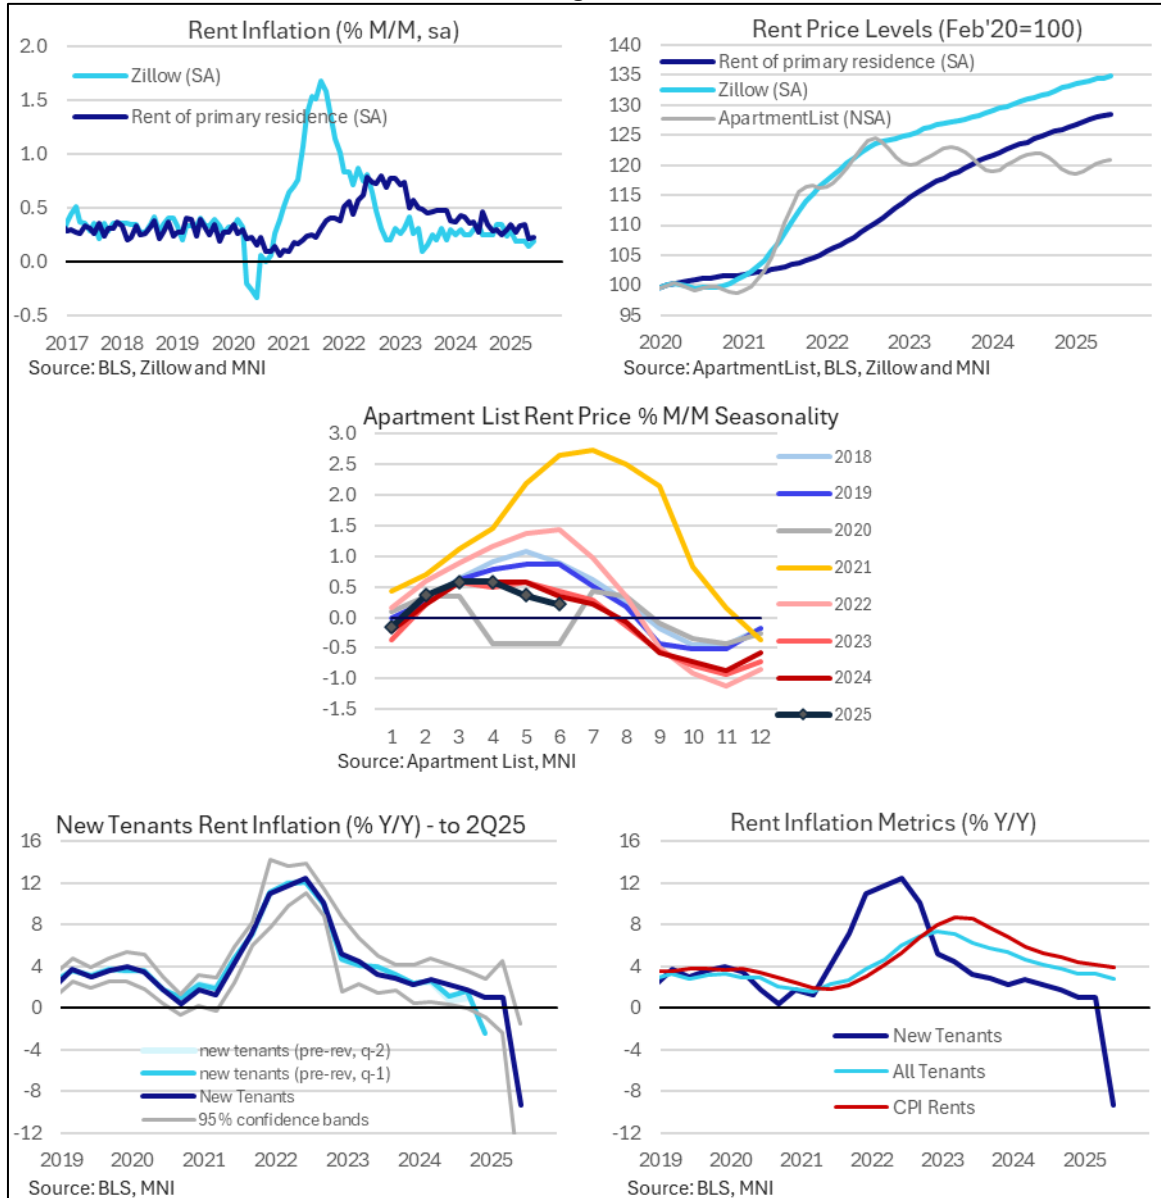 Rent Inflation (% M/M, sa)
2.0
1.5
1.0
0.5
0.0
-0.5
Zillow (SA)
Rent of primary residence (SA)
2017 2018 2019 2020 2021 2022 2023 2024 2025
Source: BLS, Zillow and MNI
Rent Price Levels (Feb'20=100)
140
135
130
125
120
115
110
105
100
95
Rent of primary residence (SA)
Zillow (SA)
ApartmentList (NSA)
2020 2021 2022 2023 2024 2025
Source: ApartmentList, BLS, Zillow and MNI
Apartment List Rent Price % M/M Seasonality
3.0
2.5
2.0
1.5
1.0
0.5
0.0
-0.5
-1.0
-1.5
2018
2019
2020
2021
2022
2023
2024
2025
1 2 3 4 5 6 7 8 9 10 11 12
Source: Apartment List, MNI
New Tenants Rent Inflation (% Y/Y) - to 2Q25
16
12
8
4
0
-4
-8
-12
new tenants (pre-rev, q-2)
new tenants (pre-rev, q-1)
New Tenants
95% confidence bands
2019 2020 2021 2022 2023 2024 2025
Source: BLS, MNI
Rent Inflation Metrics (% Y/Y)
16
12
8
4
0
-4
-8
-12
New Tenants
All Tenants
CPI Rents
2019 2020 2021 2022 2023 2024 2025
Source: BLS, MNI